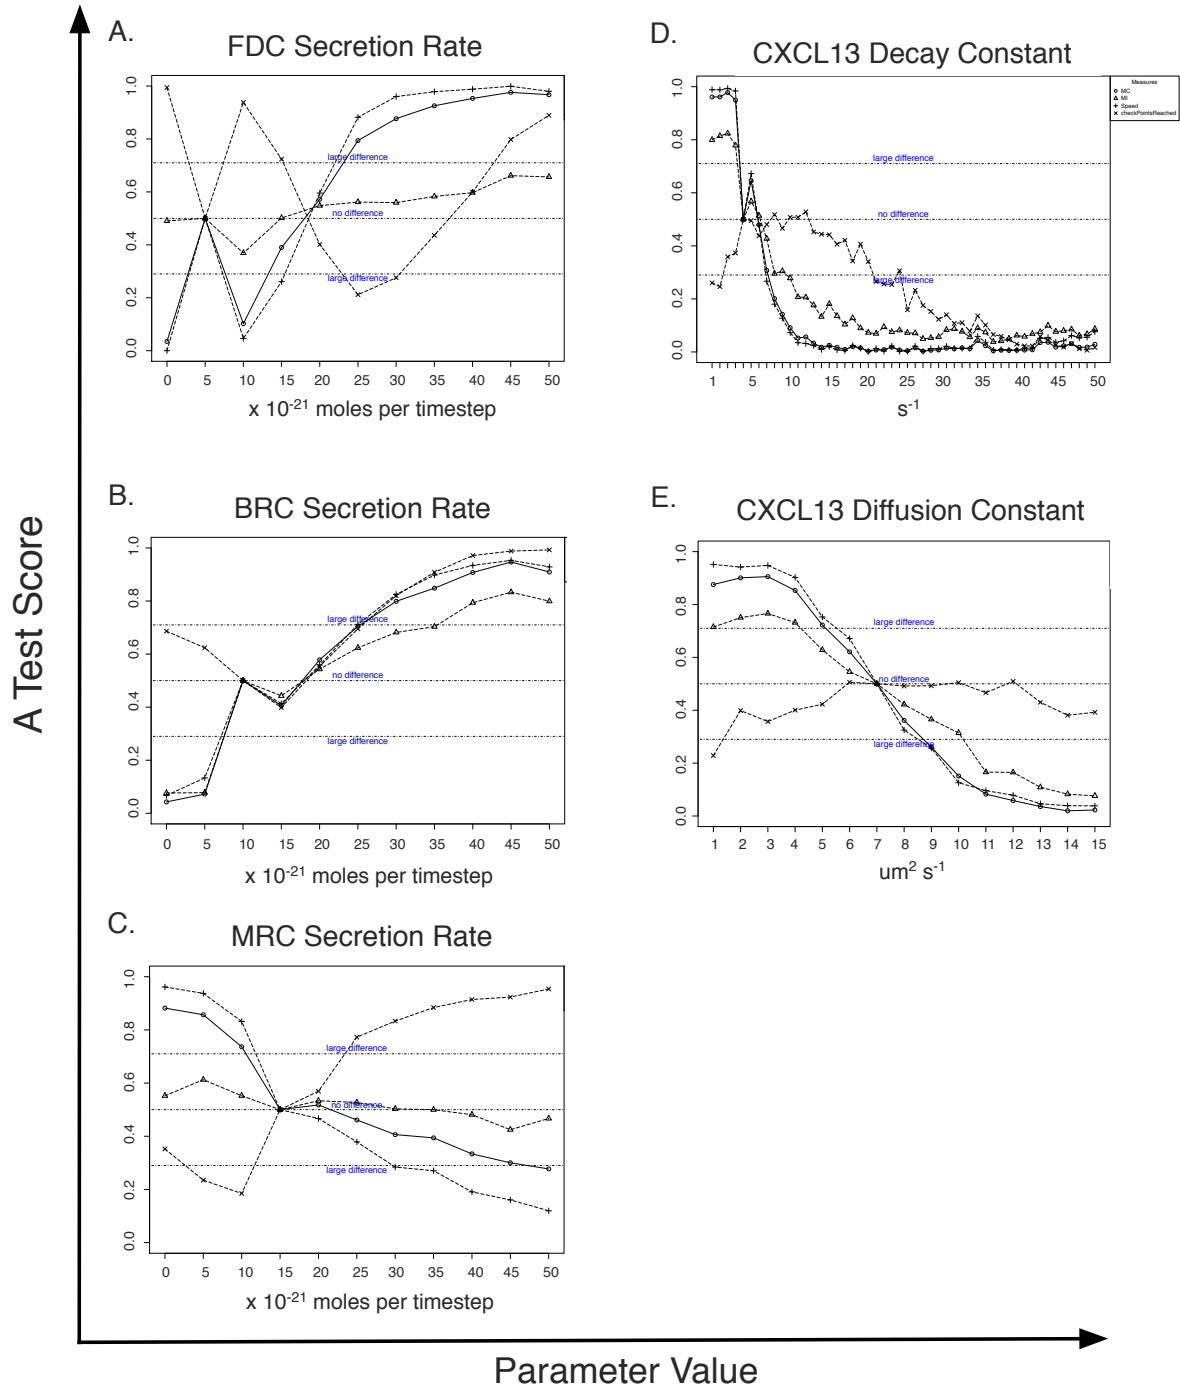 A.
FDC Secretion Rate
1.0
0.8
0.6
0.4
0.2
0.0
large difference
no difference
large difference
0 5 10 15 20 25 30 35 40 45 50
x 10-21 moles per timestep
D.
CXCL13 Decay Constant
1.0
0.8
0.6
0.4
0.2
0.0
large difference
no difference
large difference
1 5 10 15 20 25 30 35 40 45 50
s-1
Measures
MC
MI
Speed
checkPointsReached
B.
BRC Secretion Rate
1.0
0.8
0.6
0.4
0.2
0.0
large difference
no difference
large difference
0 5 10 15 20 25 30 35 40 45 50
x 10-21 moles per timestep
E.
CXCL13 Diffusion Constant
1.0
0.8
0.6
0.4
0.2
0.0
large difference
no difference
large difference
1 2 3 4 5 6 7 8 9 10 11 12 13 14 15
um2 s-1
C.
MRC Secretion Rate
1.0
0.8
0.6
0.4
0.2
0.0
large difference
no difference
large difference
0 5 10 15 20 25 30 35 40 45 50
x 10-21 moles per timestep
A Test Score
Parameter Value